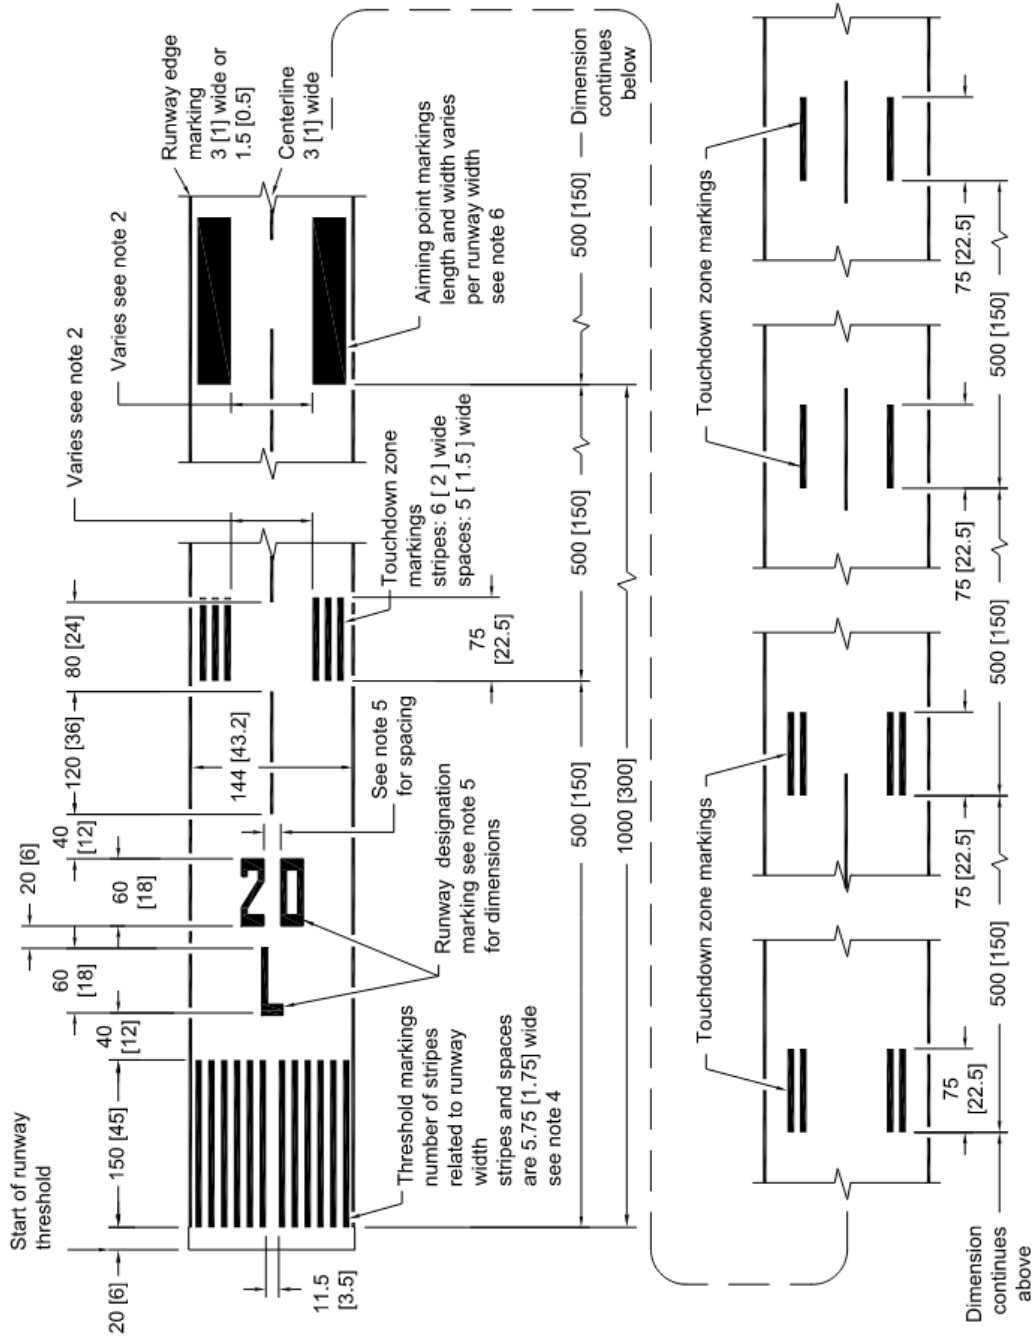 Start of runway
threshold
20 [6]
150 [45]
40
[12]
60
[18]
20 [6]
60
[18]
40
[12]
120 [36]
80 [24]
Varies see note 2
Varies see note 2
Runway edge
marking
3 [1] wide or
1.5 [0.5]
Centerline
3 [1] wide
11.5
[3.5]
L
20
144 [43.2]
Threshold markings
number of stripes
related to runway
width
stripes and spaces
are 5.75 [1.75] wide
see note 4
Runway designation
marking see note 5
for dimensions
See note 5
for spacing
Touchdown zone
markings
stripes: 6 [ 2 ] wide
spaces: 5 [ 1.5 ] wide
75
[22.5]
Aiming point markings
length and width varies
per runway width
see note 6
500 [150]
500 [150]
500 [150]
Dimension
continues
below
1000 [300]
Touchdown zone markings
Touchdown zone markings
75
[22.5]
75 [22.5]
75 [22.5]
75 [22.5]
Dimension
continues
above
500 [150]
500 [150]
500 [150]